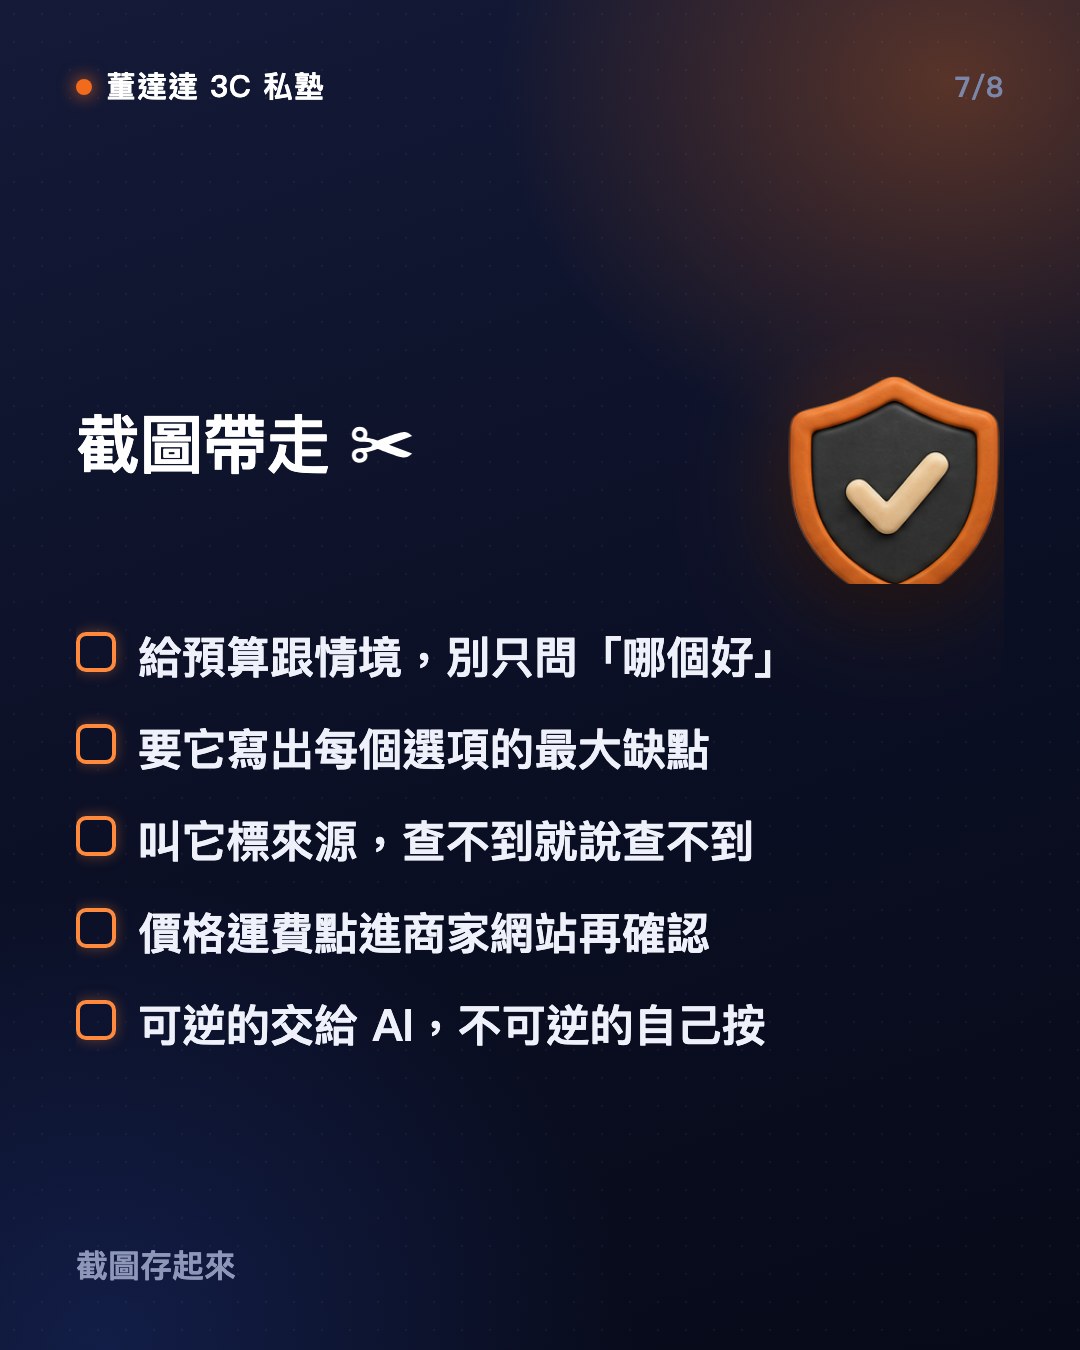 董達達 3C 私塾
7/8
截圖帶走 ✂
給預算跟情境，別只問「哪個好」
要它寫出每個選項的最大缺點
叫它標來源，查不到就說查不到
價格運費點進商家網站再確認
可逆的交給 AI，不可逆的自己按
截圖存起來